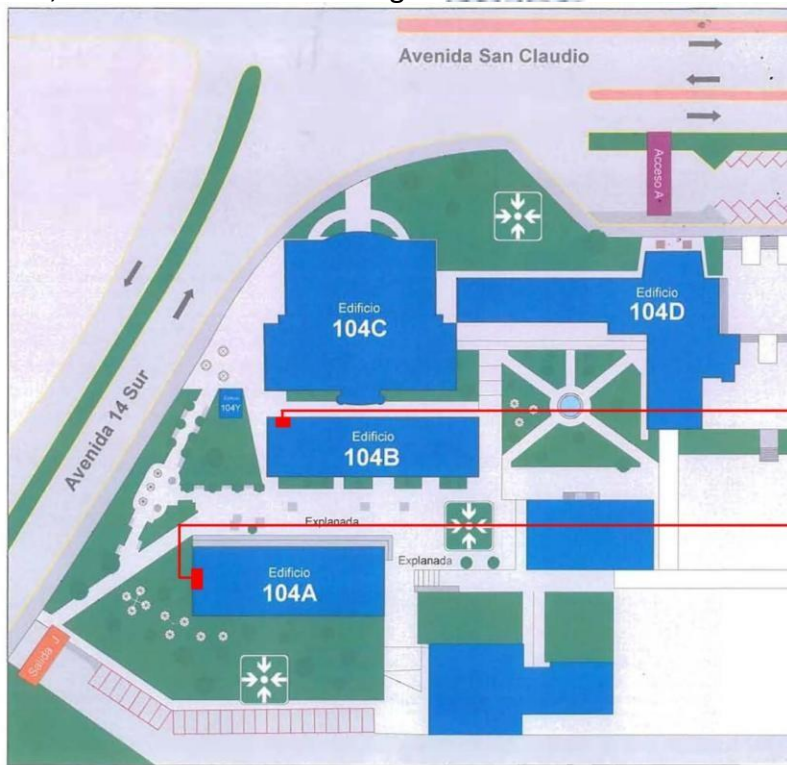 Avenida San Claudio
Acceso A
Edificio
104C
Edificio
104D
Avenida 14 Sur
104Y
Edificio
104B
Explanada
Explanada
Edificio
104A
Salida J